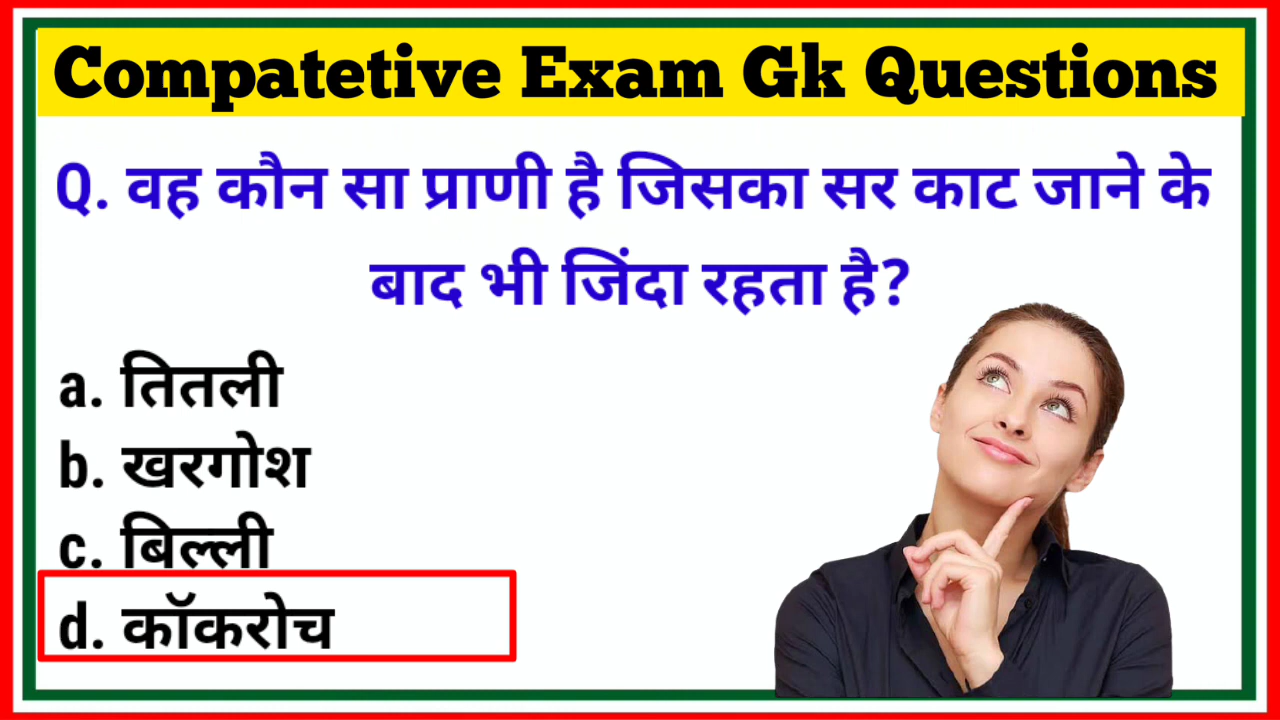 Compatetive Exam Gk Questions
Q. वह कौन सा प्राणी है जिसका सर काट जाने के
बाद भी जिंदा रहता है?
a. तितली
b. खरगोश
c. बिल्ली
d. कॉकरोच